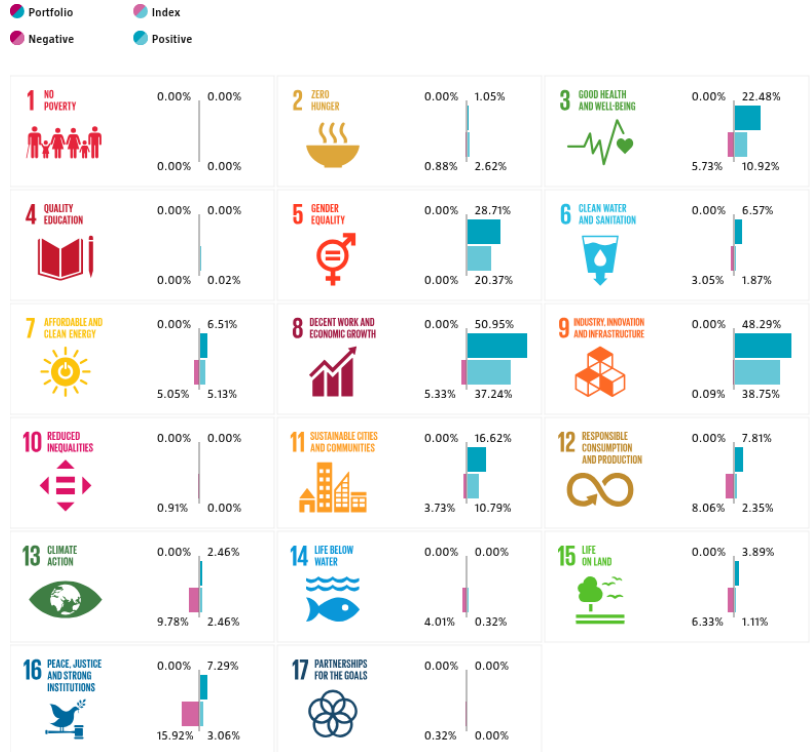 Portfolio
Index
Negative
Positive
1 NO
POVERTY
0.00% 0.00%
0.00% 0.00%
2 ZERO
HUNGER
0.00% 1.05%
0.88% 2.62%
3 GOOD HEALTH
AND WELL-BEING
0.00% 22.48%
5.73% 10.92%
4 QUALITY
EDUCATION
0.00% 0.00%
0.00% 0.02%
5 GENDER
EQUALITY
0.00% 28.71%
0.00% 20.37%
6 CLEAN WATER
AND SANITATION
0.00% 6.57%
3.05% 1.87%
7 AFFORDABLE AND
CLEAN ENERGY
0.00% 6.51%
5.05% 5.13%
8 DECENT WORK AND
ECONOMIC GROWTH
0.00% 50.95%
5.33% 37.24%
9 INDUSTRY, INNOVATION
AND INFRASTRUCTURE
0.00% 48.29%
0.09% 38.75%
10 REDUCED
INEQUALITIES
0.00% 0.00%
0.91% 0.00%
11 SUSTAINABLE CITIES
AND COMMUNITIES
0.00% 16.62%
3.73% 10.79%
12 RESPONSIBLE
CONSUMPTION
AND PRODUCTION
0.00% 7.81%
8.06% 2.35%
13 CLIMATE
ACTION
0.00% 2.46%
9.78% 2.46%
14 LIFE BELOW
WATER
0.00% 0.00%
4.01% 0.32%
15 LIFE
ON LAND
0.00% 3.89%
6.33% 1.11%
16 PEACE, JUSTICE
AND STRONG
INSTITUTIONS
0.00% 7.29%
15.92% 3.06%
17 PARTNERSHIPS
FOR THE GOALS
0.00% 0.00%
0.32% 0.00%